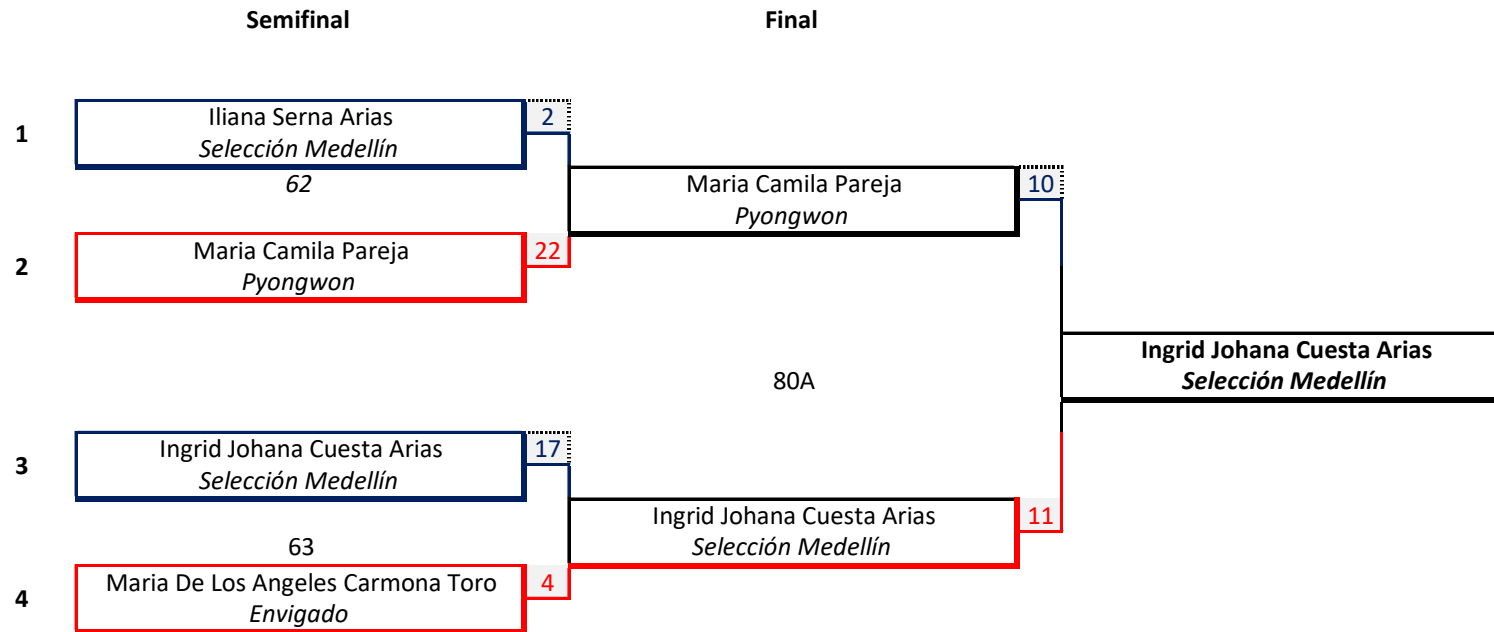 Semifinal
Final
1
Iliana Serna Arias
Selección Medellín
2
62
Maria Camila Pareja
Pyongwon
10
2
Maria Camila Pareja
Pyongwon
22
Ingrid Johana Cuesta Arias
Selección Medellín
80A
3
Ingrid Johana Cuesta Arias
Selección Medellín
17
Ingrid Johana Cuesta Arias
Selección Medellín
11
63
4
Maria De Los Angeles Carmona Toro
Envigado
4